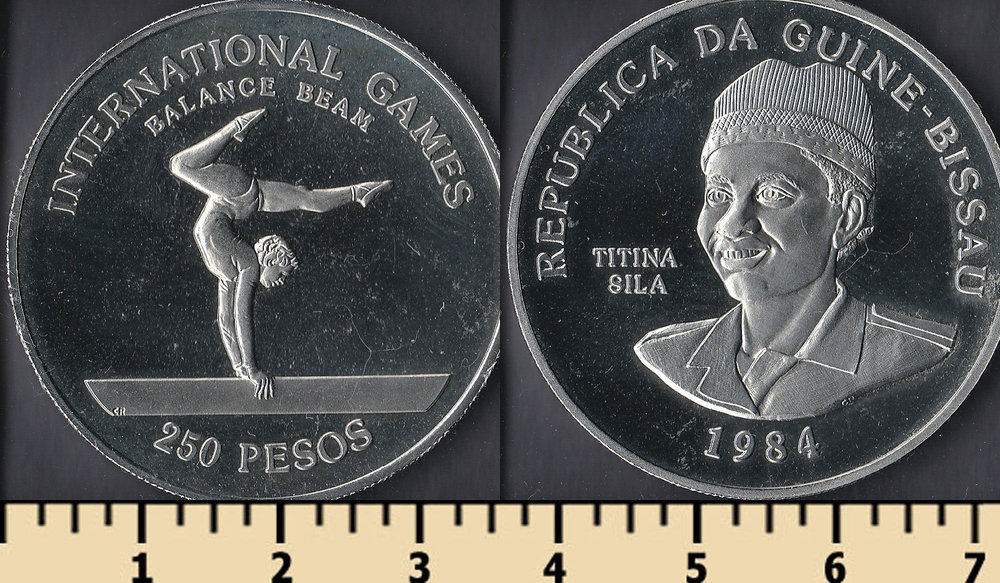 INTERNATIONAL GAMES
BALANCE BEAM
CR
250 PESOS
REPUBLICA DA GUINE-BISSAU
TITINA
SILA
1984
1 2 3 4 5 6 7